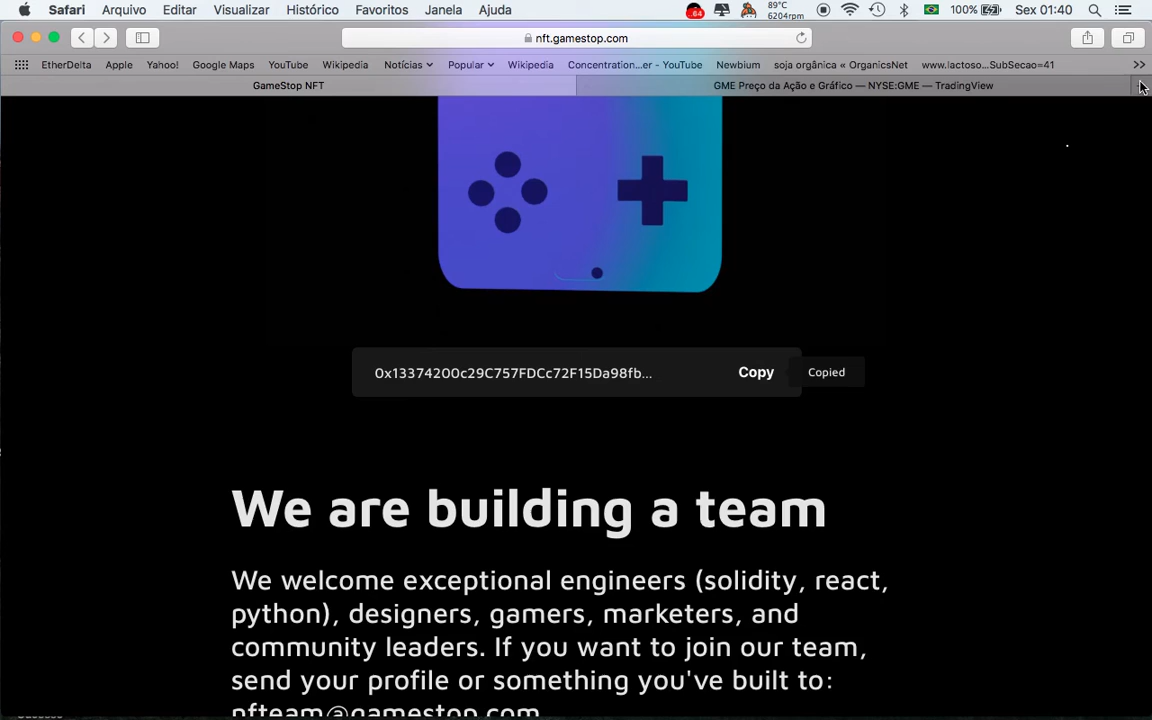 Safari Arquivo Editar Visualizar Histórico Favoritos Janela Ajuda 64 89°C 6204rpm 100% Sex 01:40
nft.gamestop.com
EtherDelta Apple Yahoo! Google Maps YouTube Wikipedia Notícias Popular Wikipedia Concentration...er - YouTube Newbium soja orgânica « OrganicsNet www.lactoso...SubSecao=41 >>
GameStop NFT GME Preço da Ação e Gráfico — NYSE:GME — TradingView
0x13374200c29C757FDCc72F15Da98fb... Copy Copied
We are building a team
We welcome exceptional engineers (solidity, react,
python), designers, gamers, marketers, and
community leaders. If you want to join our team,
send your profile or something you've built to:
nfteam@gamestop.com